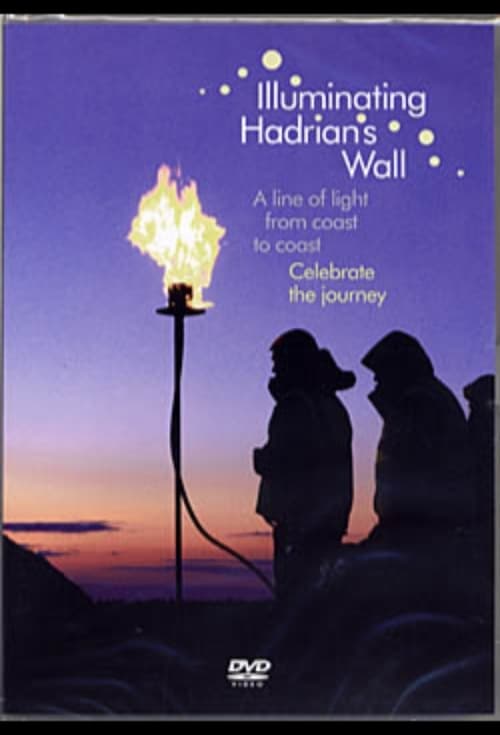 Illuminating
Hadrian's
Wall
A line of light
from coast
to coast
Celebrate
the journey
DVD
VIDEO